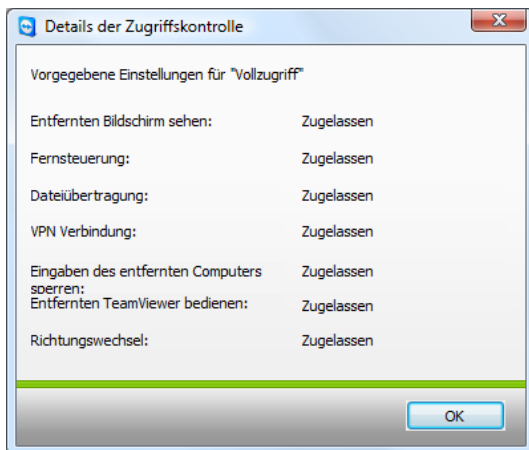 Details der Zugriffskontrolle
Vorgegebene Einstellungen für "Vollzugriff"
Entfernten Bildschirm sehen: Zugelassen
Fernsteuerung: Zugelassen
Dateiübertragung: Zugelassen
VPN Verbindung: Zugelassen
Eingaben des entfernten Computers Zugelassen
sperren:
Entfernten TeamViewer bedienen: Zugelassen
Richtungswechsel: Zugelassen
OK